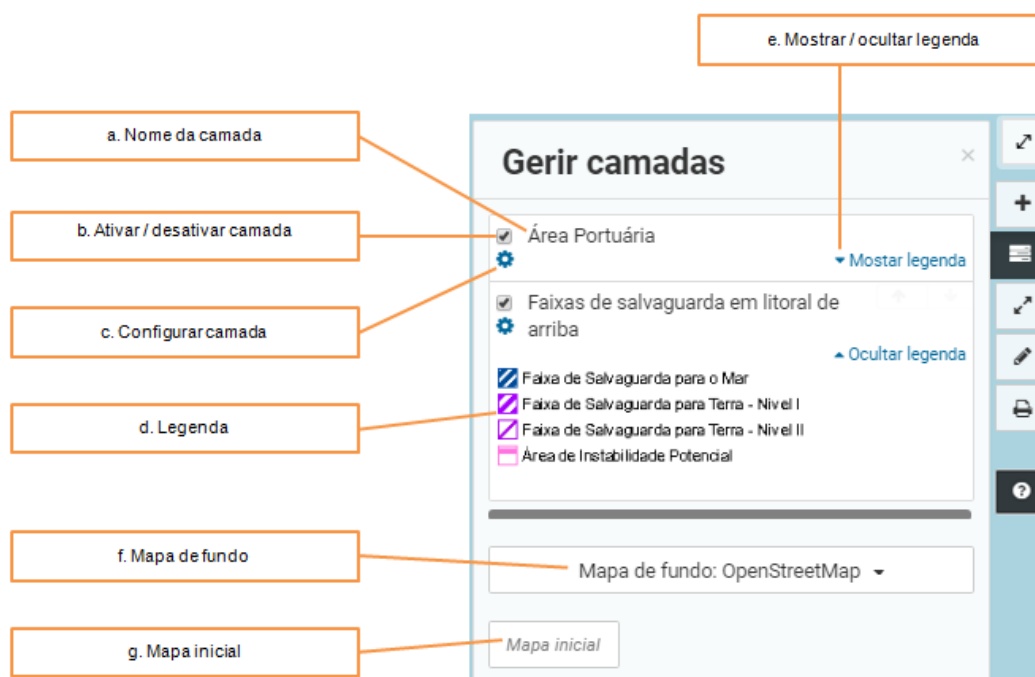 e. Mostrar / ocultar legenda
a. Nome da camada
Gerir camadas
b. Ativar / desativar camada
Área Portuária
Mostar legenda
c. Configurar camada
Faixas de salvaguarda em litoral de
arriba
Ocultar legenda
Faixa de Salvaguarda para o Mar
Faixa de Salvaguarda para Terra - Nivel I
d. Legenda
Faixa de Salvaguarda para Terra - Nivel II
Área de Instabilidade Potencial
f. Mapa de fundo
Mapa de fundo: OpenStreetMap
g. Mapa inicial
Mapa inicial